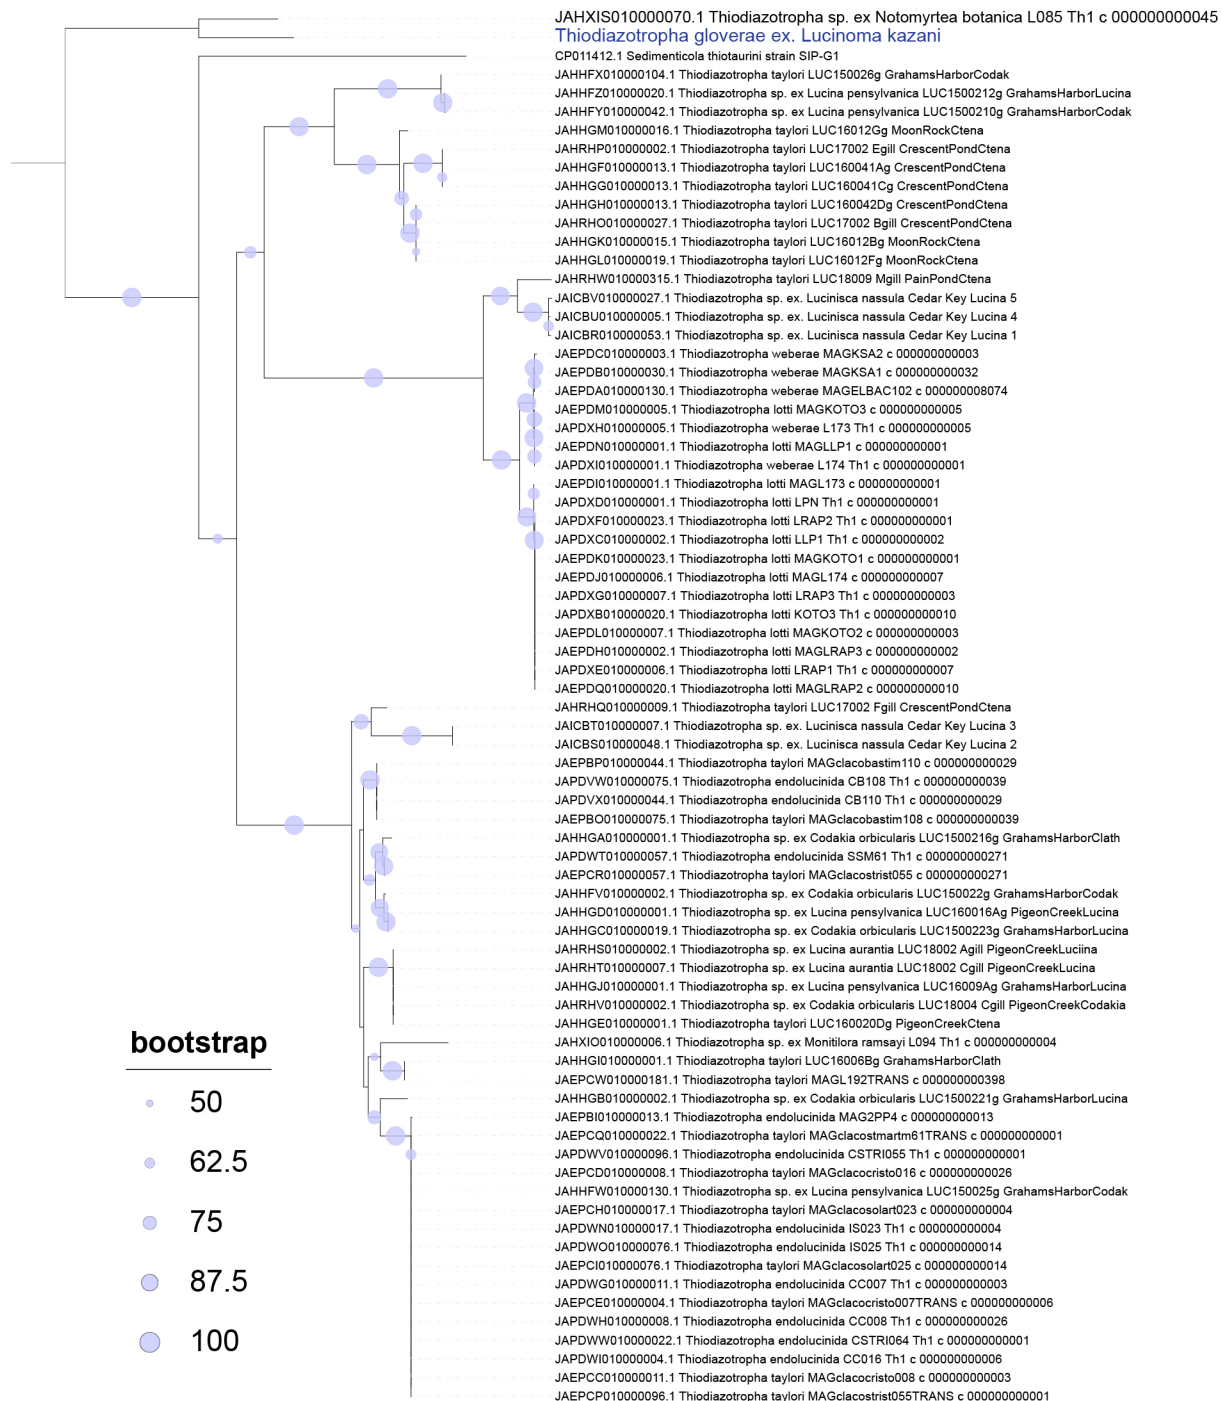 JAHXIS010000070.1 Thiodiazotropha sp. ex Notomyrtea botanica L085 Th1 c 000000000045
Thiodiazotropha gloverae ex. Lucinoma kazani
CP011412.1 Sedimenticola thiotaurini strain SIP-G1
JAHHFX010000104.1 Thiodiazotropha taylori LUC150026g GrahamsHarborCodak
JAHHFZ010000020.1 Thiodiazotropha sp. ex Lucina pensylvanica LUC1500212g GrahamsHarborLucina
JAHHFY010000042.1 Thiodiazotropha sp. ex Lucina pensylvanica LUC1500210g GrahamsHarborCodak
JAHHGM010000016.1 Thiodiazotropha taylori LUC16012Gg MoonRockCtena
JAHRHP010000002.1 Thiodiazotropha taylori LUC17002 Egill CrescentPondCtena
JAHHGF010000013.1 Thiodiazotropha taylori LUC160041Ag CrescentPondCtena
JAHHGG010000013.1 Thiodiazotropha taylori LUC160041Cg CrescentPondCtena
JAHHGH010000013.1 Thiodiazotropha taylori LUC160042Dg CrescentPondCtena
JAHRHO010000027.1 Thiodiazotropha taylori LUC17002 Bgill CrescentPondCtena
JAHHGK010000015.1 Thiodiazotropha taylori LUC16012Bg MoonRockCtena
JAHHGL010000019.1 Thiodiazotropha taylori LUC16012Fg MoonRockCtena
JAHRHW010000315.1 Thiodiazotropha taylori LUC18009 Mgill PainPondCtena
JAICBV010000027.1 Thiodiazotropha sp. ex. Lucinisca nassula Cedar Key Lucina 5
JAICBU010000005.1 Thiodiazotropha sp. ex. Lucinisca nassula Cedar Key Lucina 4
JAICBR010000053.1 Thiodiazotropha sp. ex. Lucinisca nassula Cedar Key Lucina 1
JAEPDC010000003.1 Thiodiazotropha weberae MAGKSA2 c 000000000003
JAEPDB010000030.1 Thiodiazotropha weberae MAGKSA1 c 000000000032
JAEPDA010000130.1 Thiodiazotropha weberae MAGELBAC102 c 000000008074
JAEPDM010000005.1 Thiodiazotropha lotti MAGKOTO3 c 000000000005
JAPDXH010000005.1 Thiodiazotropha weberae L173 Th1 c 000000000005
JAEPDN010000001.1 Thiodiazotropha lotti MAGLLP1 c 000000000001
JAPDXI010000001.1 Thiodiazotropha weberae L174 Th1 c 000000000001
JAEPDI010000001.1 Thiodiazotropha lotti MAGL173 c 000000000001
JAPDXD010000001.1 Thiodiazotropha lotti LPN Th1 c 000000000001
JAPDXF010000023.1 Thiodiazotropha lotti LRAP2 Th1 c 000000000001
JAPDXC010000002.1 Thiodiazotropha lotti LLP1 Th1 c 000000000002
JAEPDK010000023.1 Thiodiazotropha lotti MAGKOTO1 c 000000000001
JAEPDJ010000006.1 Thiodiazotropha lotti MAGL174 c 000000000007
JAPDXG010000007.1 Thiodiazotropha lotti LRAP3 Th1 c 000000000003
JAPDXB010000020.1 Thiodiazotropha lotti KOTO3 Th1 c 000000000010
JAEPDL010000007.1 Thiodiazotropha lotti MAGKOTO2 c 000000000003
JAEPDH010000002.1 Thiodiazotropha lotti MAGLRAP3 c 000000000002
JAPDXE010000006.1 Thiodiazotropha lotti LRAP1 Th1 c 000000000007
JAEPDQ010000020.1 Thiodiazotropha lotti MAGLRAP2 c 000000000010
JAHRHQ010000009.1 Thiodiazotropha taylori LUC17002 Fgill CrescentPondCtena
JAICBT010000007.1 Thiodiazotropha sp. ex. Lucinisca nassula Cedar Key Lucina 3
JAICBS010000048.1 Thiodiazotropha sp. ex. Lucinisca nassula Cedar Key Lucina 2
JAEPBP010000044.1 Thiodiazotropha taylori MAGclacobastim110 c 000000000029
JAPDVW010000075.1 Thiodiazotropha endolucinida CB108 Th1 c 000000000039
JAPDVX010000044.1 Thiodiazotropha endolucinida CB110 Th1 c 000000000029
JAEPBO010000075.1 Thiodiazotropha taylori MAGclacobastim108 c 000000000039
JAHHGA010000001.1 Thiodiazotropha sp. ex Codakia orbicularis LUC1500216g GrahamsHarborClath
JAPDWT010000057.1 Thiodiazotropha endolucinida SSM61 Th1 c 000000000271
JAEPCR010000057.1 Thiodiazotropha taylori MAGclacostrist055 c 000000000271
JAHHFV010000002.1 Thiodiazotropha sp. ex Codakia orbicularis LUC150022g GrahamsHarborCodak
JAHHGD010000001.1 Thiodiazotropha sp. ex Lucina pensylvanica LUC160016Ag PigeonCreekLucina
JAHHGC010000019.1 Thiodiazotropha sp. ex Codakia orbicularis LUC1500223g GrahamsHarborLucina
JAHRHS010000002.1 Thiodiazotropha sp. ex Lucina aurantia LUC18002 Agill PigeonCreekLuciina
JAHRHT010000007.1 Thiodiazotropha sp. ex Lucina aurantia LUC18002 Cgill PigeonCreekLucina
JAHHGJ010000001.1 Thiodiazotropha sp. ex Lucina pensylvanica LUC16009Ag GrahamsHarborLucina
JAHRHV010000002.1 Thiodiazotropha sp. ex Codakia orbicularis LUC18004 Cgill PigeonCreekCodakia
JAHHGE010000001.1 Thiodiazotropha taylori LUC160020Dg PigeonCreekCtena
JAHXIO010000006.1 Thiodiazotropha sp. ex Monitilora ramsayi L094 Th1 c 000000000004
JAHHGI010000001.1 Thiodiazotropha taylori LUC16006Bg GrahamsHarborClath
JAEPCW010000181.1 Thiodiazotropha taylori MAGL192TRANS c 000000000398
JAHHGB010000002.1 Thiodiazotropha sp. ex Codakia orbicularis LUC1500221g GrahamsHarborLucina
JAEPBI010000013.1 Thiodiazotropha endolucinida MAG2PP4 c 000000000013
JAEPCQ010000022.1 Thiodiazotropha taylori MAGclacostmartm61TRANS c 000000000001
JAPDWV010000096.1 Thiodiazotropha endolucinida CSTRI055 Th1 c 000000000001
JAEPCD010000008.1 Thiodiazotropha taylori MAGclacocristo016 c 000000000026
JAHHFW010000130.1 Thiodiazotropha sp. ex Lucina pensylvanica LUC150025g GrahamsHarborCodak
JAEPCH010000017.1 Thiodiazotropha taylori MAGclacosolart023 c 000000000004
JAPDWN010000017.1 Thiodiazotropha endolucinida IS023 Th1 c 000000000004
JAPDWO010000076.1 Thiodiazotropha endolucinida IS025 Th1 c 000000000014
JAEPCI010000076.1 Thiodiazotropha taylori MAGclacosolart025 c 000000000014
JAPDWG010000011.1 Thiodiazotropha endolucinida CC007 Th1 c 000000000003
JAEPCE010000004.1 Thiodiazotropha taylori MAGclacocristo007TRANS c 000000000006
JAPDWH010000008.1 Thiodiazotropha endolucinida CC008 Th1 c 000000000026
JAPDWW010000022.1 Thiodiazotropha endolucinida CSTRI064 Th1 c 000000000001
JAPDWI010000004.1 Thiodiazotropha endolucinida CC016 Th1 c 000000000006
JAEPCC010000011.1 Thiodiazotropha taylori MAGclacocristo008 c 000000000003
JAEPCP010000096.1 Thiodiazotropha taylori MAGclacostrist055TRANS c 000000000001
bootstrap
50
62.5
75
87.5
100